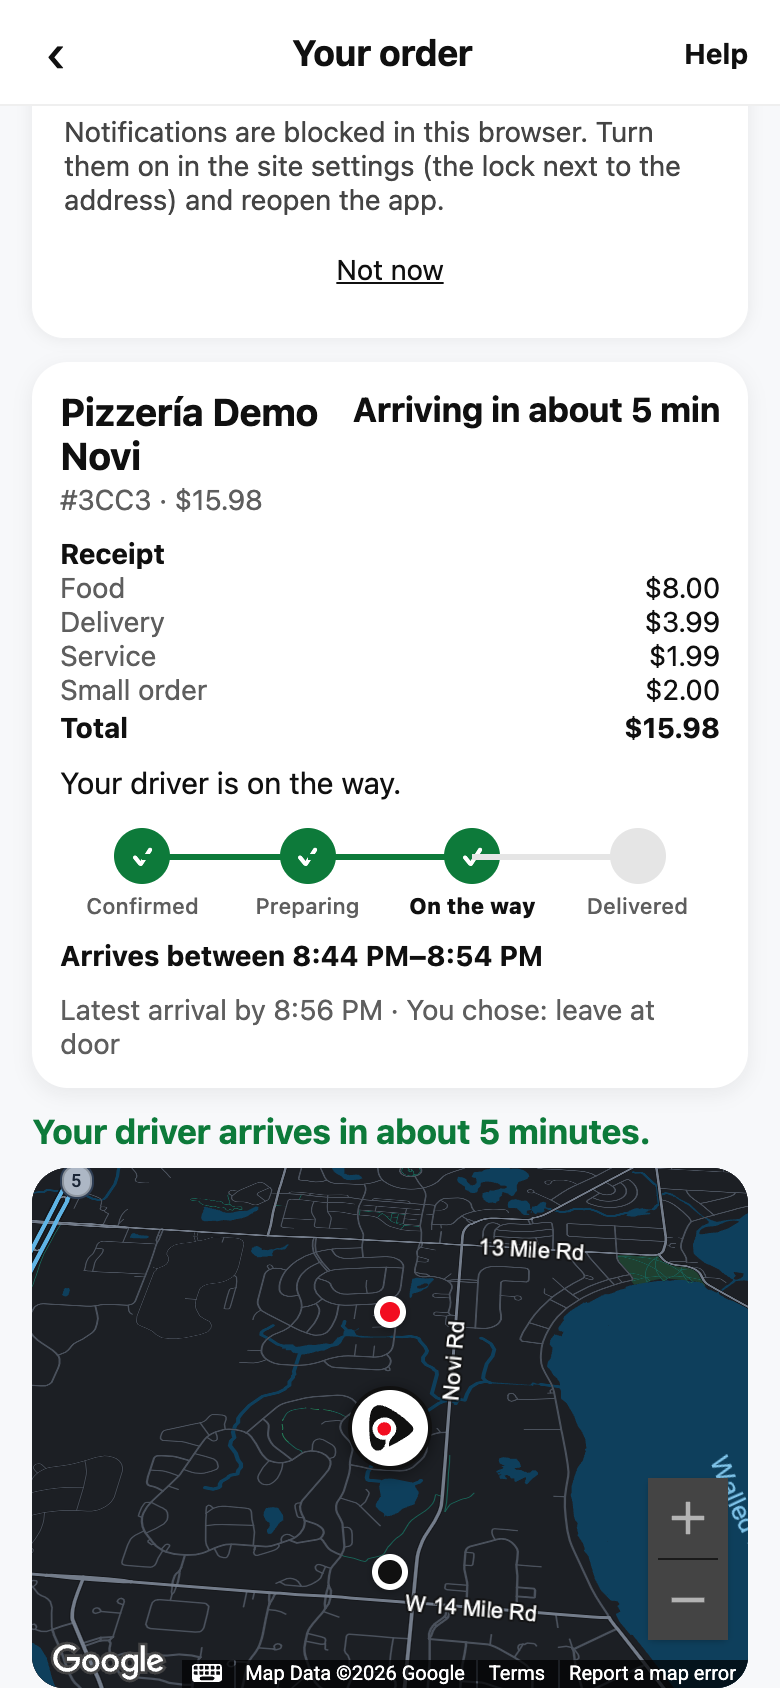 Your order
Help
Notifications are blocked in this browser. Turn
them on in the site settings (the lock next to the
address) and reopen the app.
Not now
Pizzería Demo
Novi
Arriving in about 5 min
#3CC3 · $15.98
Receipt
Food $8.00
Delivery $3.99
Service $1.99
Small order $2.00
Total $15.98
Your driver is on the way.
Confirmed Preparing On the way Delivered
Arrives between 8:44 PM–8:54 PM
Latest arrival by 8:56 PM · You chose: leave at
door
Your driver arrives in about 5 minutes.
5
13 Mile Rd
Novi Rd
Walled
W 14 Mile Rd
Google
Map Data ©2026 Google
Terms
Report a map error